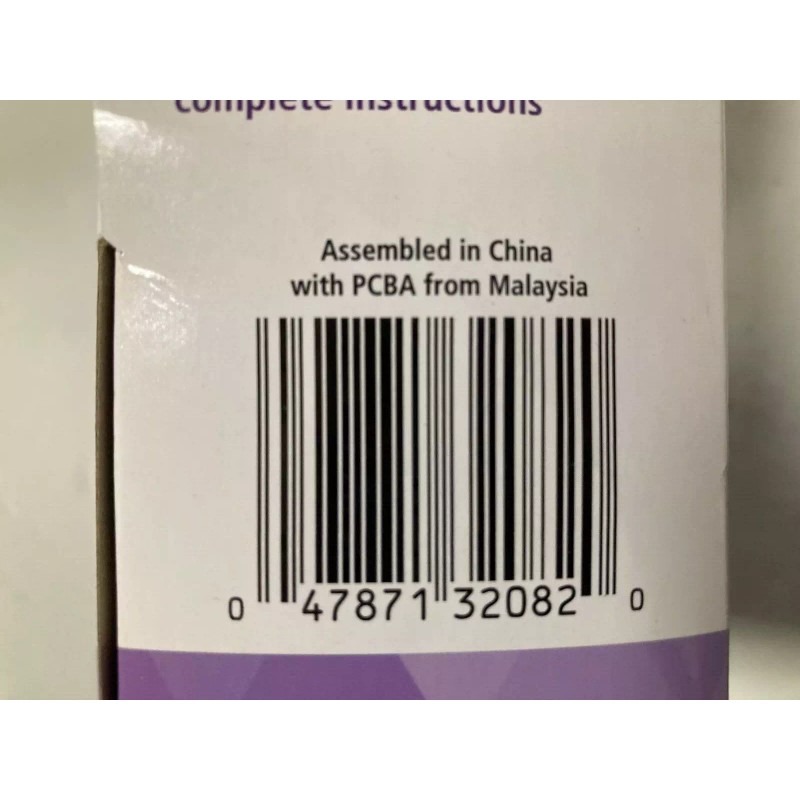 complete instructions
Assembled in China
with PCBA from Malaysia
0 47871 32082 0